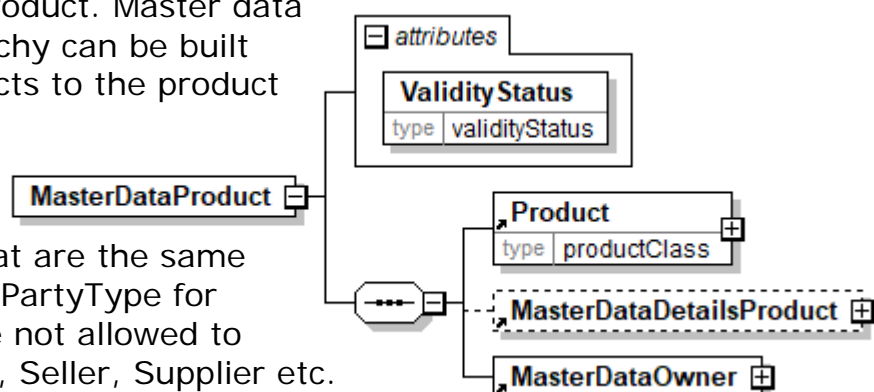 roduct. Master data
chy can be built
cts to the product
attributes
ValidityStatus
type validityStatus
MasterDataProduct
Product
type productClass
at are the same
PartyType for
e not allowed to
, Seller, Supplier etc.
MasterDataDetailsProduct
MasterDataOwner